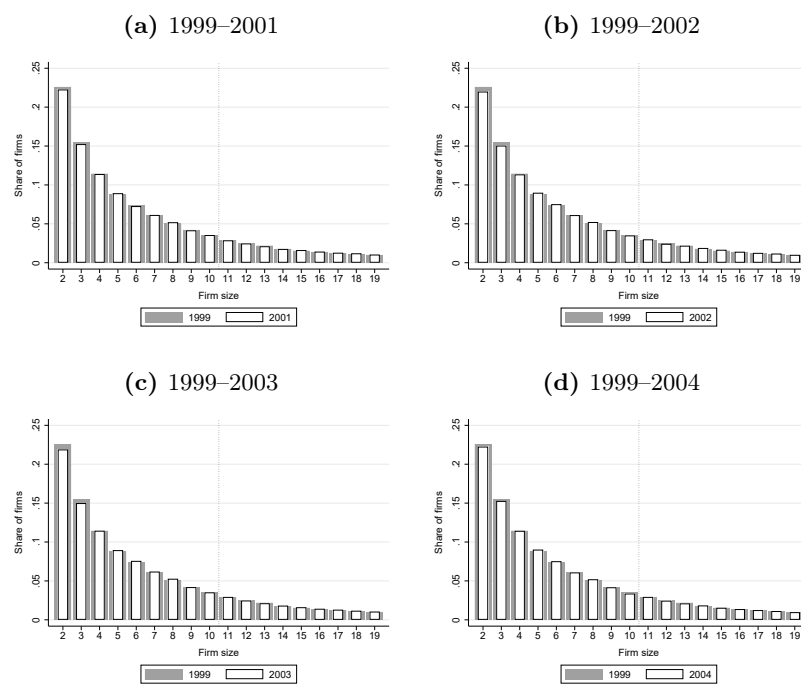 (a) 1999–2001
(b) 1999–2002
Share of firms
0 .05 .1 .15 .2 .25
2 3 4 5 6 7 8 9 10 11 12 13 14 15 16 17 18 19
Firm size
1999 2001
Share of firms
0 .05 .1 .15 .2 .25
2 3 4 5 6 7 8 9 10 11 12 13 14 15 16 17 18 19
Firm size
1999 2002
(c) 1999–2003
(d) 1999–2004
Share of firms
0 .05 .1 .15 .2 .25
2 3 4 5 6 7 8 9 10 11 12 13 14 15 16 17 18 19
Firm size
1999 2003
Share of firms
0 .05 .1 .15 .2 .25
2 3 4 5 6 7 8 9 10 11 12 13 14 15 16 17 18 19
Firm size
1999 2004